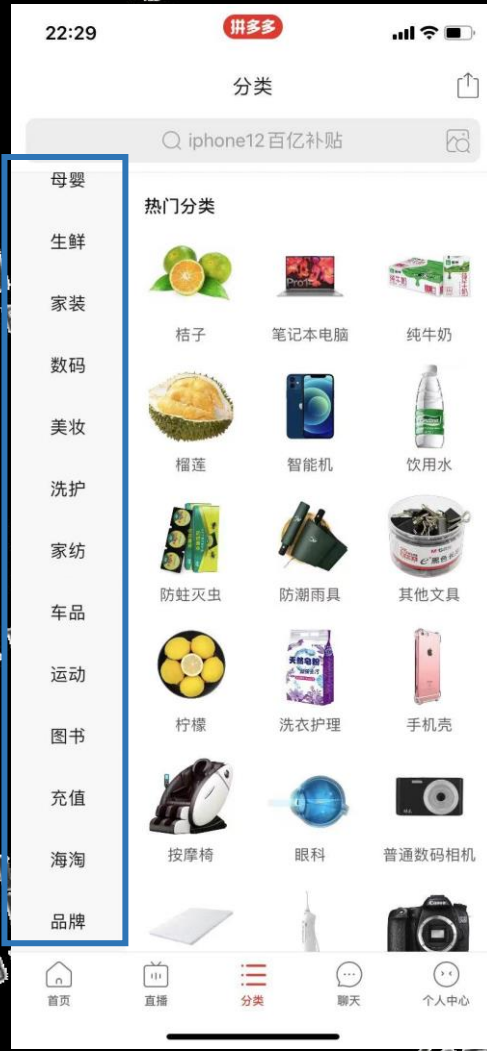 22:29
拼多多
分类
iphone12百亿补贴
母婴
生鲜
家装
数码
美妆
洗护
家纺
车品
运动
图书
充值
海淘
品牌
热门分类
桔子
笔记本电脑
纯牛奶
榴莲
智能机
饮用水
防蛀灭虫
防潮雨具
其他文具
柠檬
洗衣护理
手机壳
按摩椅
眼科
普通数码相机
首页
直播
分类
聊天
个人中心